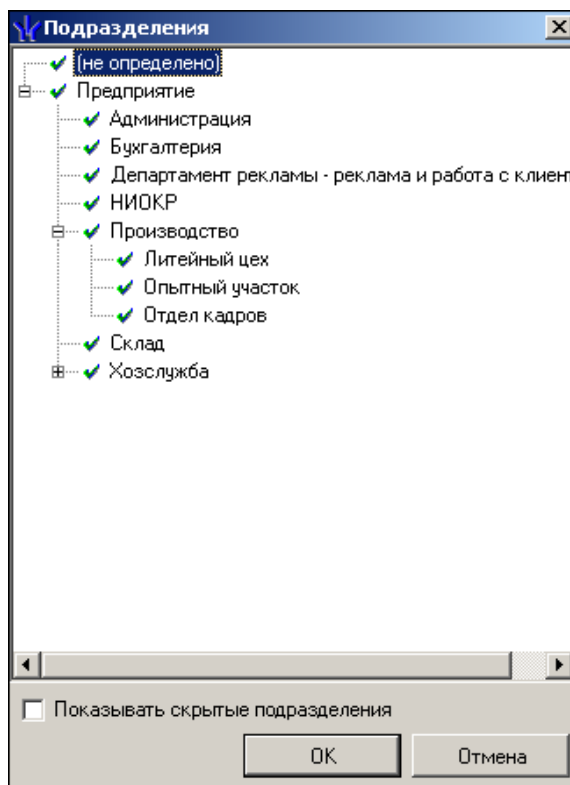 Подразделения
(не определено)
Предприятие
Администрация
Бухгалтерия
Департамент рекламы - реклама и работа с клиент
НИОКР
Производство
Литейный цех
Опытный участок
Отдел кадров
Склад
Хозслужба
Показывать скрытые подразделения
OK
Отмена